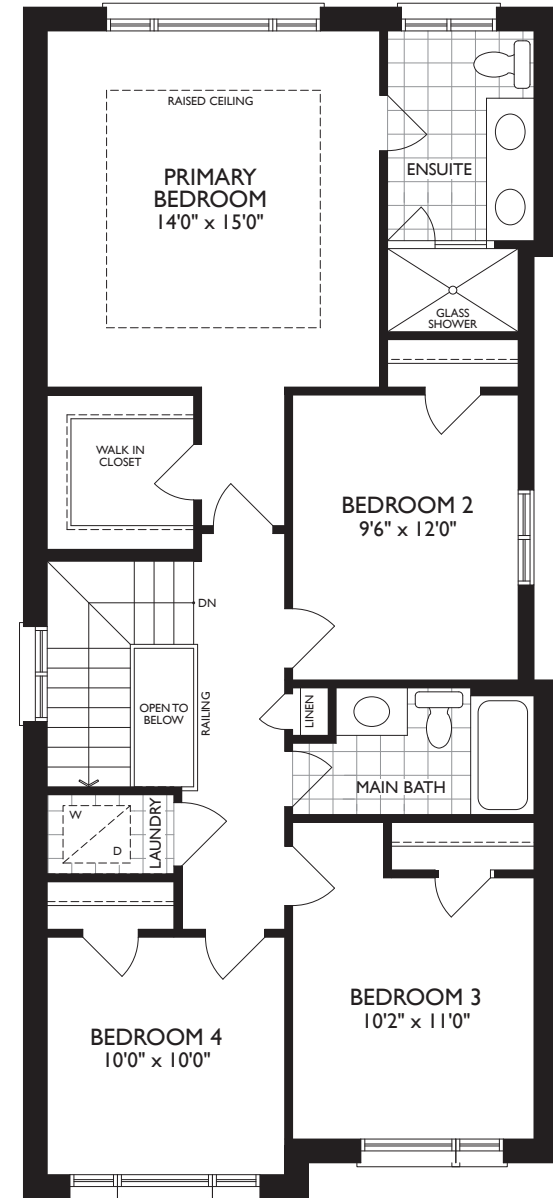 RAISED CEILING
PRIMARY
BEDROOM
14'0" x 15'0"
ENSUITE
GLASS
SHOWER
WALK IN
CLOSET
BEDROOM 2
9'6" x 12'0"
DN
OPEN TO
BELOW
RAILING
LINEN
MAIN BATH
W
D
LAUNDRY
BEDROOM 3
10'2" x 11'0"
BEDROOM 4
10'0" x 10'0"